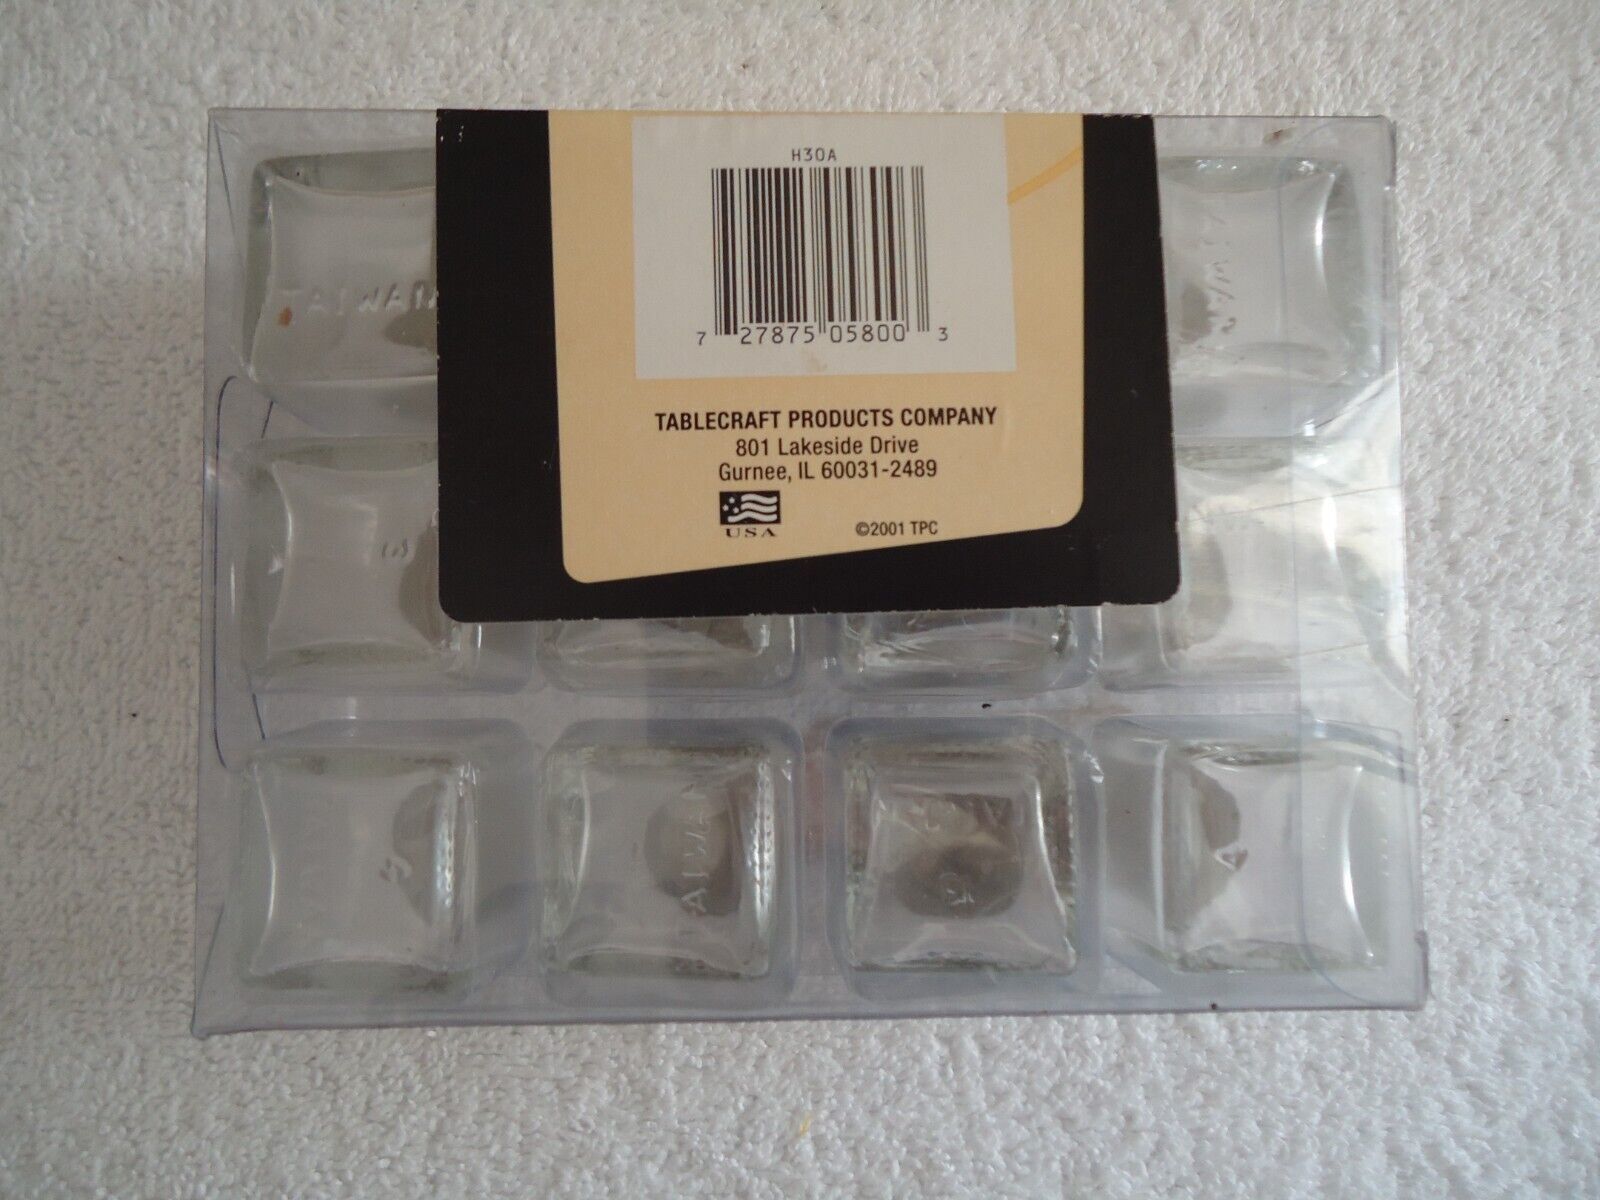 H30A
7 27875 05800 3
TABLECRAFT PRODUCTS COMPANY
801 Lakeside Drive
Gurnee, IL 60031-2489
USA
©2001 TPC
TAIWAN